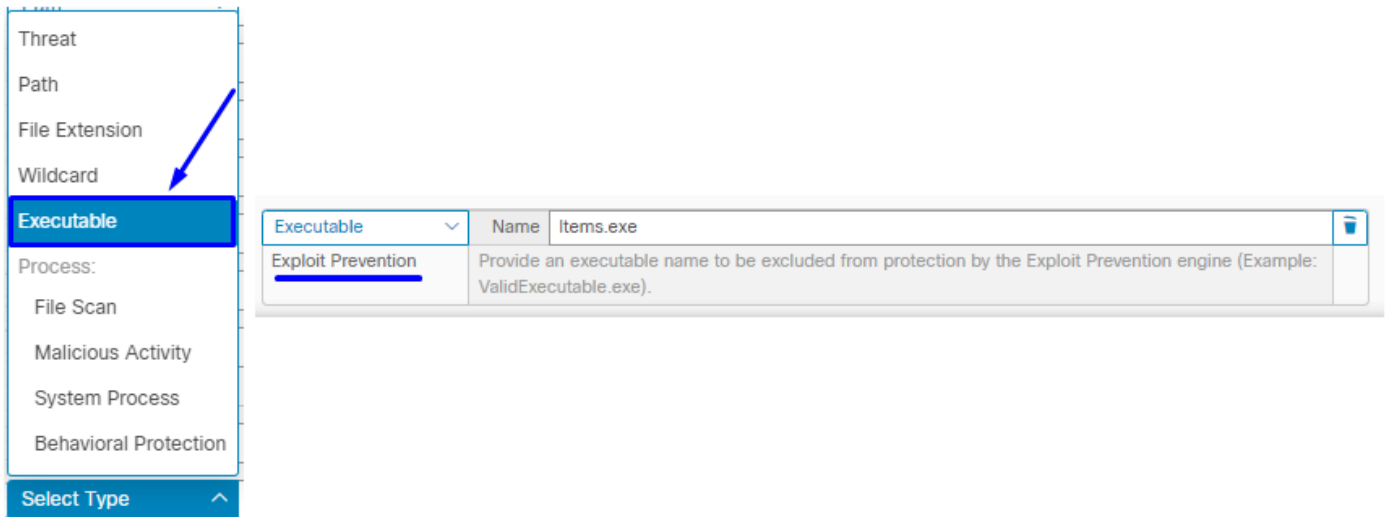 Threat
Path
File Extension
Wildcard
Executable
Process:
File Scan
Malicious Activity
System Process
Behavioral Protection
Select Type
Executable
Name Items.exe
Exploit Prevention
Provide an executable name to be excluded from protection by the Exploit Prevention engine (Example:
ValidExecutable.exe).